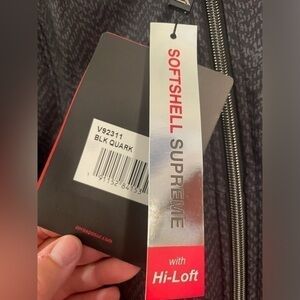 V92311
BLK QUARK
SOFTSHELL SUPREME
with
Hi-Loft